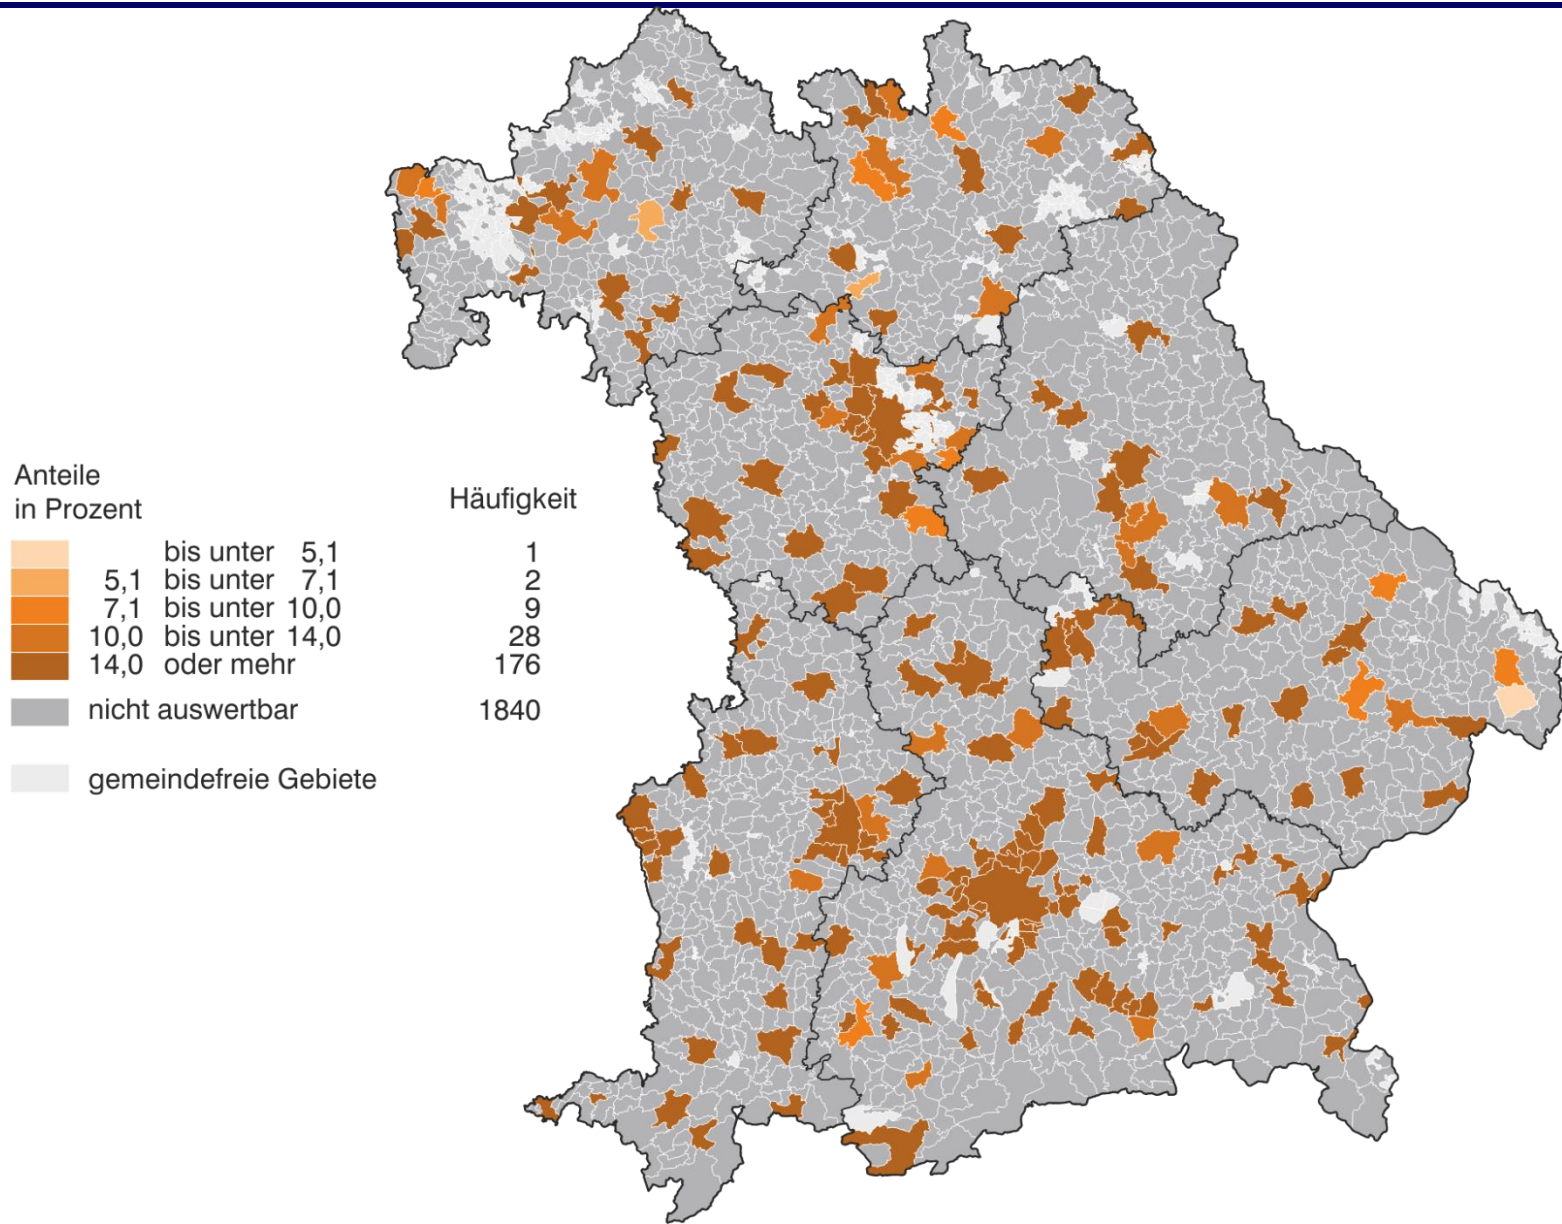 Anteile
in Prozent
Häufigkeit
bis unter 5,1 1
5,1 bis unter 7,1 2
7,1 bis unter 10,0 9
10,0 bis unter 14,0 28
14,0 oder mehr 176
nicht auswertbar 1840
gemeindefreie Gebiete